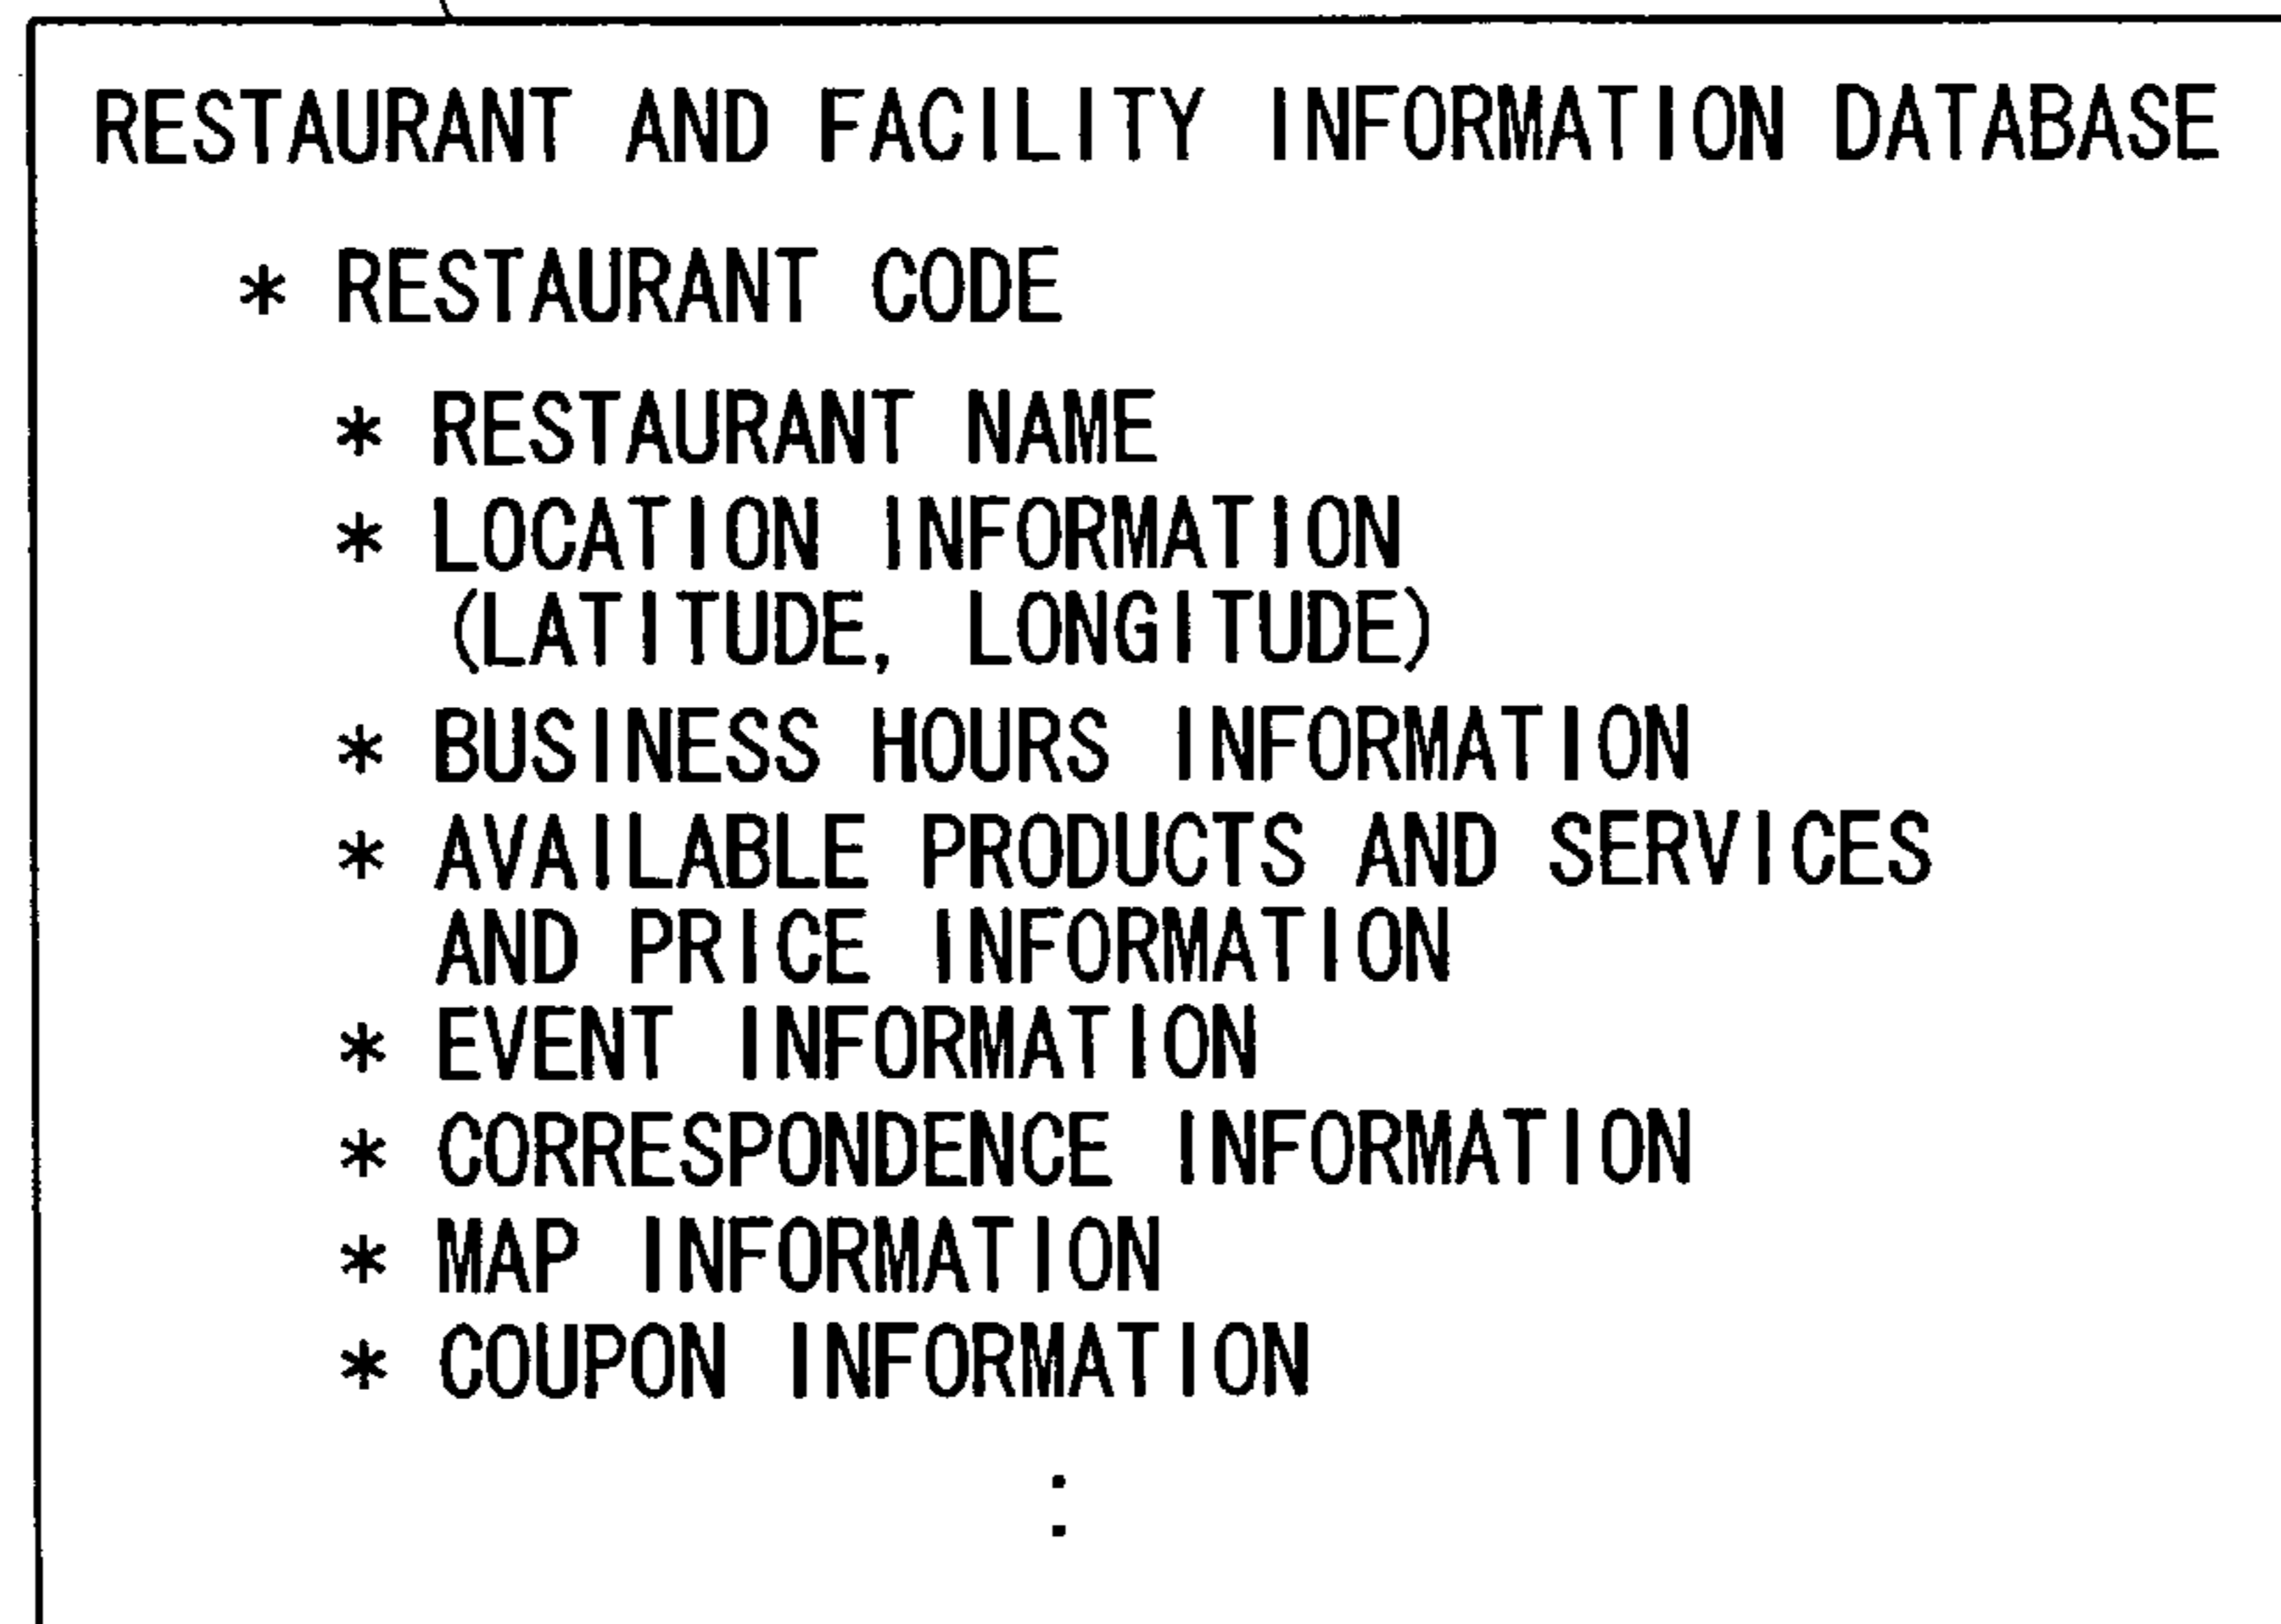 RESTAURANT AND FACILITY INFORMATION DATABASE
* RESTAURANT CODE
* RESTAURANT NAME
* LOCATION INFORMATION
(LATITUDE, LONGITUDE)
* BUSINESS HOURS INFORMATION
* AVAILABLE PRODUCTS AND SERVICES
AND PRICE INFORMATION
* EVENT INFORMATION
* CORRESPONDENCE INFORMATION
* MAP INFORMATION
* COUPON INFORMATION
: